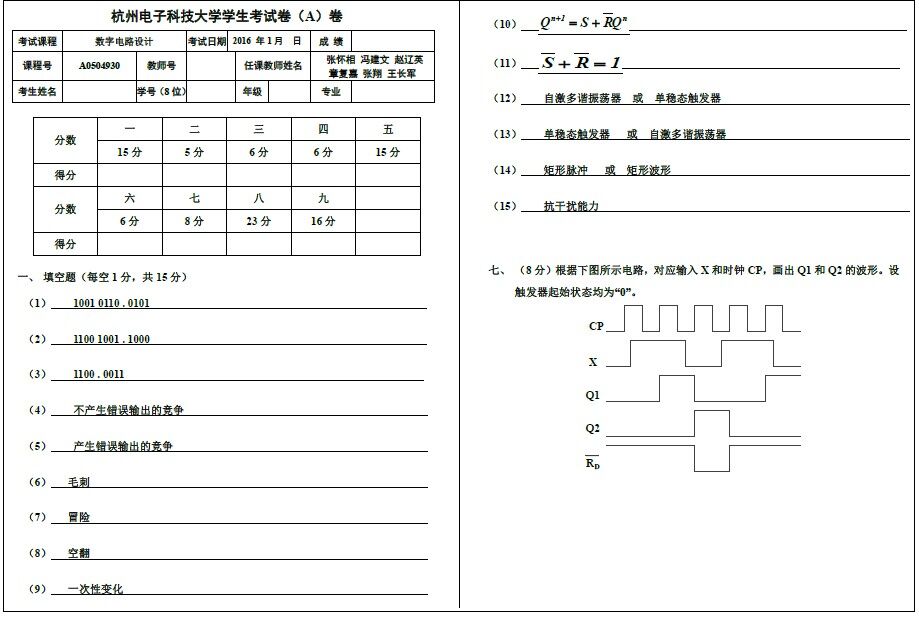 杭州电子科技大学学生考试卷（A）卷
考试课程 数字电路设计 考试日期 2016 年 1 月 日 成 绩
课程号 A0504930 教师号 任课教师姓名 张怀相 冯建文 赵辽英
章复嘉 张翔 王长军
考生姓名 学号（8 位） 年级 专业
分数 一 二 三 四 五
15 分 5 分 6 分 6 分 15 分
得分
分数 六 七 八 九
6 分 8 分 23 分 16 分
得分
一、 填空题（每空 1 分，共 15 分）
（1） 1001 0110 . 0101
（2） 1100 1001 . 1000
（3） 1100 . 0011
（4） 不产生错误输出的竞争
（5） 产生错误输出的竞争
（6） 毛刺
（7） 冒险
（8） 空翻
（9） 一次性变化
（10） Qⁿ⁺¹ = S + R̅Qⁿ
（11） S̅ + R̅ = 1
（12） 自激多谐振荡器 或 单稳态触发器
（13） 单稳态触发器 或 自激多谐振荡器
（14） 矩形脉冲 或 矩形波形
（15） 抗干扰能力
七、 （8 分）根据下图所示电路，对应输入 X 和时钟 CP，画出 Q1 和 Q2 的波形。设
触发器起始状态均为“0”。
CP
X
Q1
Q2
R̅D